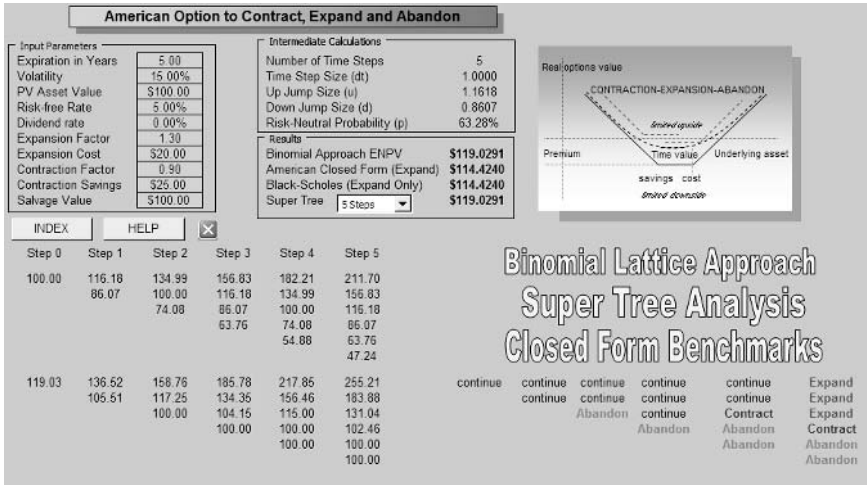 American Option to Contract, Expand and Abandon
Input Parameters
Expiration in Years 5.00
Volatility 15.00%
PV Asset Value $100.00
Risk-free Rate 5.00%
Dividend rate 0.00%
Expansion Factor 1.30
Expansion Cost $20.00
Contraction Factor 0.90
Contraction Savings $25.00
Salvage Value $100.00
Intermediate Calculations
Number of Time Steps 5
Time Step Size (dt) 1.0000
Up Jump Size (u) 1.1618
Down Jump Size (d) 0.8607
Risk-Neutral Probability (p) 63.28%
Results
Binomial Approach ENPV $119.0291
American Closed Form (Expand) $114.4240
Black-Scholes (Expand Only) $114.4240
Super Tree 5 Steps $119.0291
Real options value
CONTRACTION-EXPANSION-ABANDON
limited upside
Premium Time value Underlying asset
savings cost
limited downside
INDEX HELP
Step 0 Step 1 Step 2 Step 3 Step 4 Step 5
100.00 116.18 134.99 156.83 182.21 211.70
86.07 100.00 116.18 134.99 156.83
74.08 86.07 100.00 116.18
63.76 74.08 86.07
54.88 63.76
47.24
Binomial Lattice Approach
Super Tree Analysis
Closed Form Benchmarks
119.03 136.52 158.76 185.78 217.85 255.21 continue continue continue continue continue Expand
105.51 117.25 134.35 156.46 183.88 continue continue continue continue Expand
100.00 104.15 115.00 131.04 Abandon continue Contract Expand
100.00 100.00 102.46 Abandon Abandon Contract
100.00 100.00 Abandon Abandon
100.00 Abandon